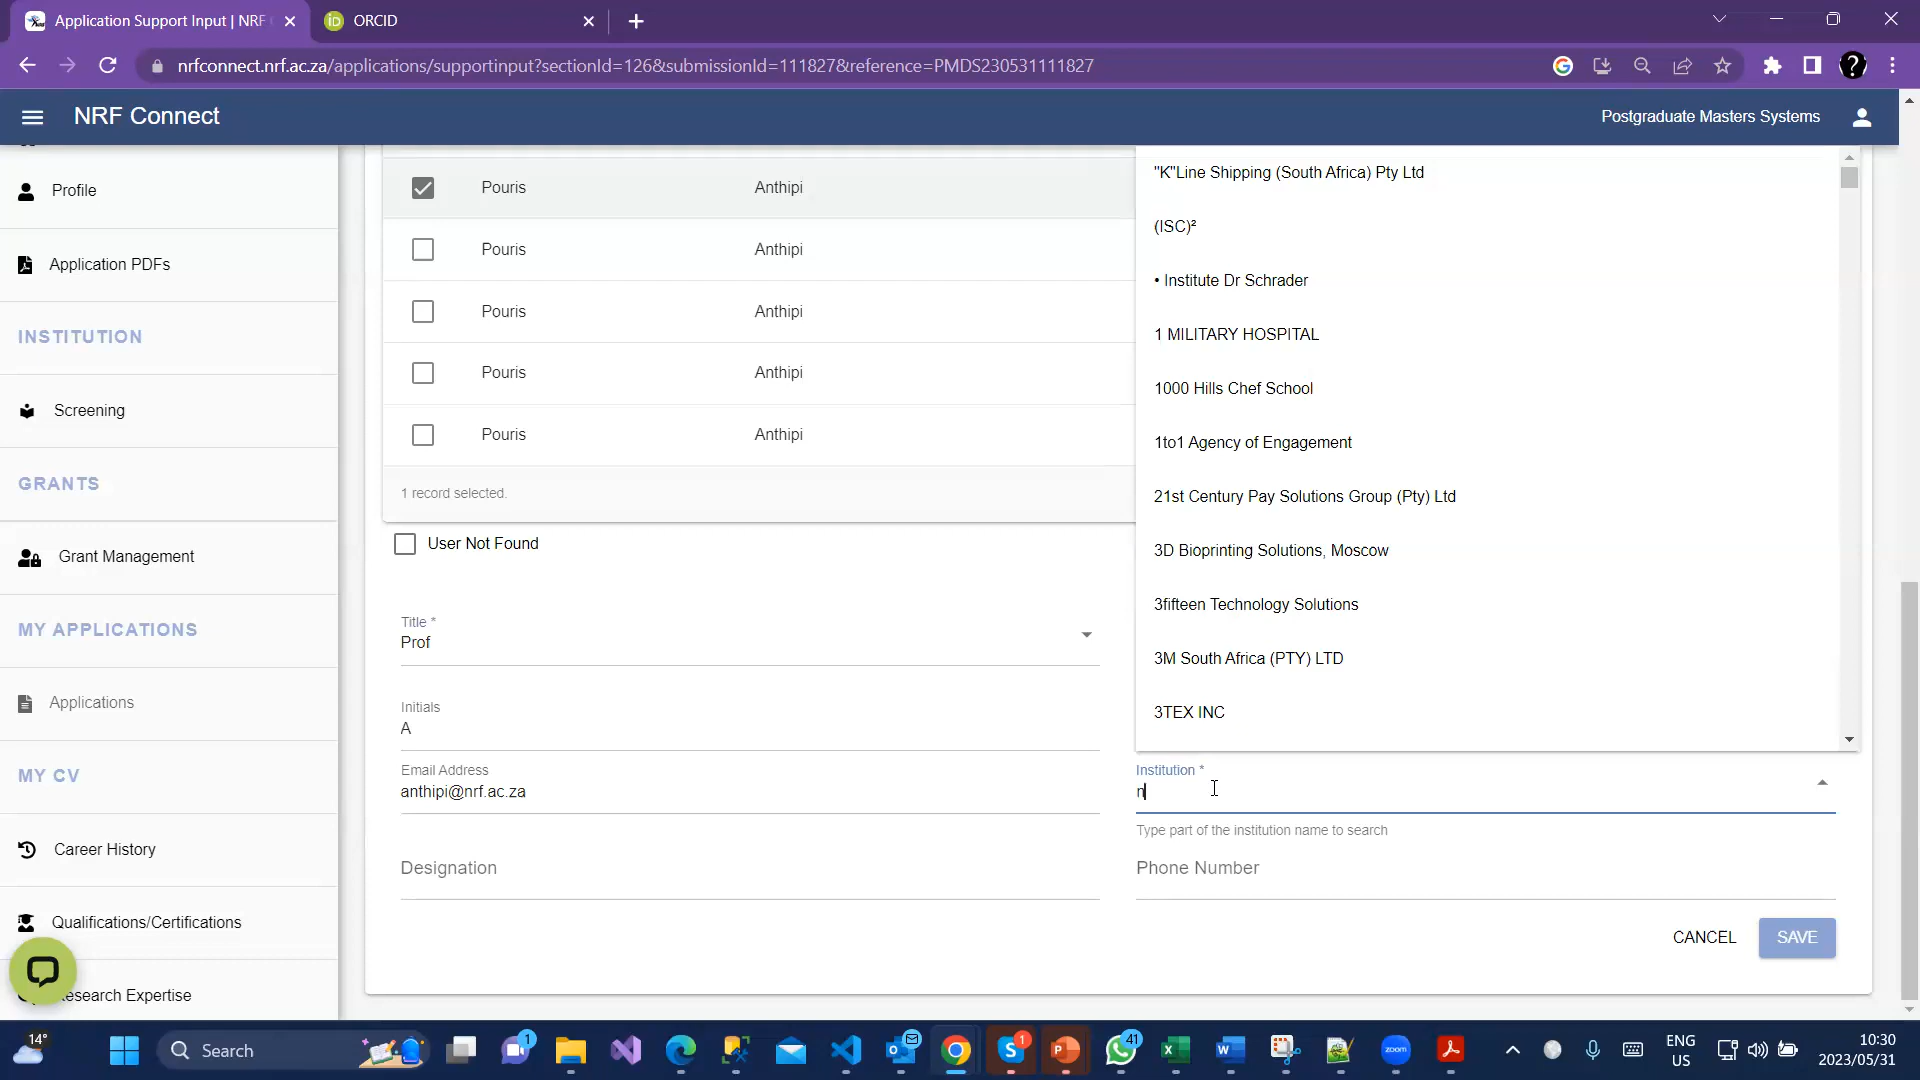 Application Support Input | NRF
ORCID
nrfconnect.nrf.ac.za/applications/supportinput?sectionId=126&submissionId=111827&reference=PMDS230531111827
NRF Connect
Postgraduate Masters Systems
Profile
Application PDFs
INSTITUTION
Screening
GRANTS
Grant Management
MY APPLICATIONS
Applications
MY CV
Career History
Qualifications/Certifications
esearch Expertise
Pouris Anthipi
Pouris Anthipi
Pouris Anthipi
Pouris Anthipi
Pouris Anthipi
1 record selected.
User Not Found
Title *
Prof
Initials
A
Email Address
anthipi@nrf.ac.za
Designation
"K"Line Shipping (South Africa) Pty Ltd
(ISC)²
• Institute Dr Schrader
1 MILITARY HOSPITAL
1000 Hills Chef School
1to1 Agency of Engagement
21st Century Pay Solutions Group (Pty) Ltd
3D Bioprinting Solutions, Moscow
3fifteen Technology Solutions
3M South Africa (PTY) LTD
3TEX INC
Institution *
n
Type part of the institution name to search
Phone Number
CANCEL SAVE
14°
Search
1
1
41
zoom
ENG
US
10:30
2023/05/31